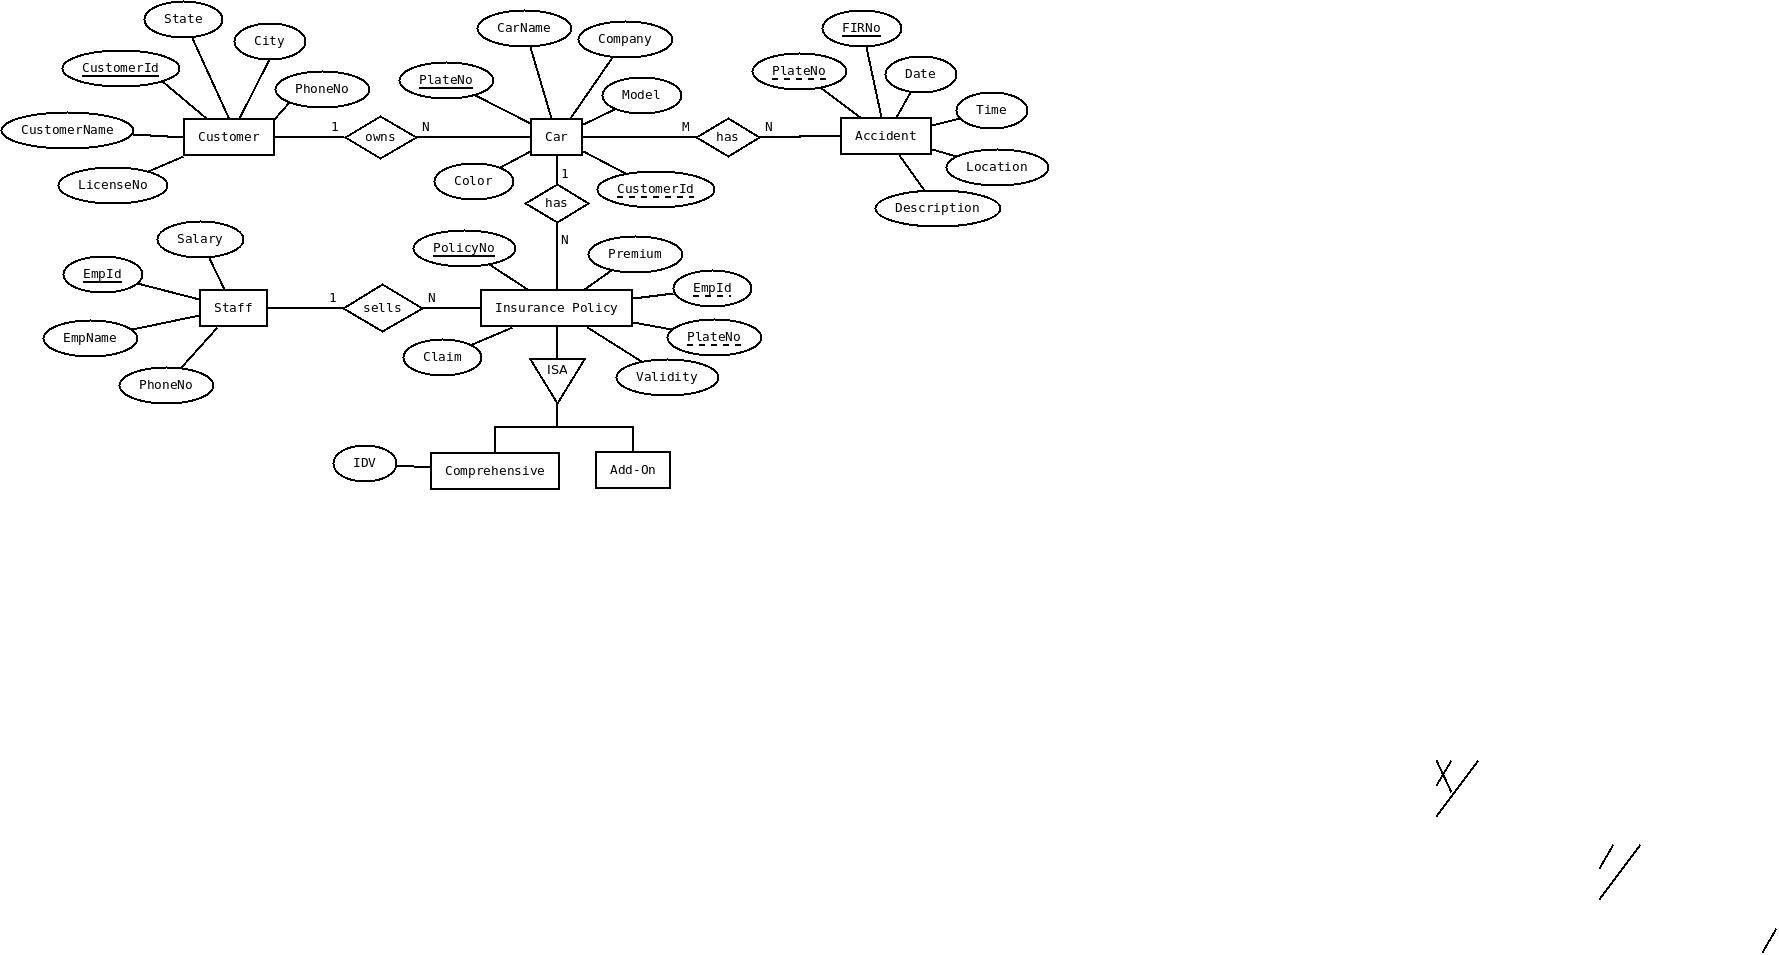 State
City
CustomerId
PhoneNo
CustomerName
Customer
LicenseNo
1
owns
N
CarName
Company
PlateNo
Model
Car
Color
CustomerId
M
has
N
FIRNo
PlateNo
Date
Time
Accident
Location
Description
1
has
N
Salary
EmpId
Staff
EmpName
PhoneNo
1
sells
N
PolicyNo
Premium
EmpId
Insurance Policy
PlateNo
Claim
Validity
ISA
IDV
Comprehensive
Add-On